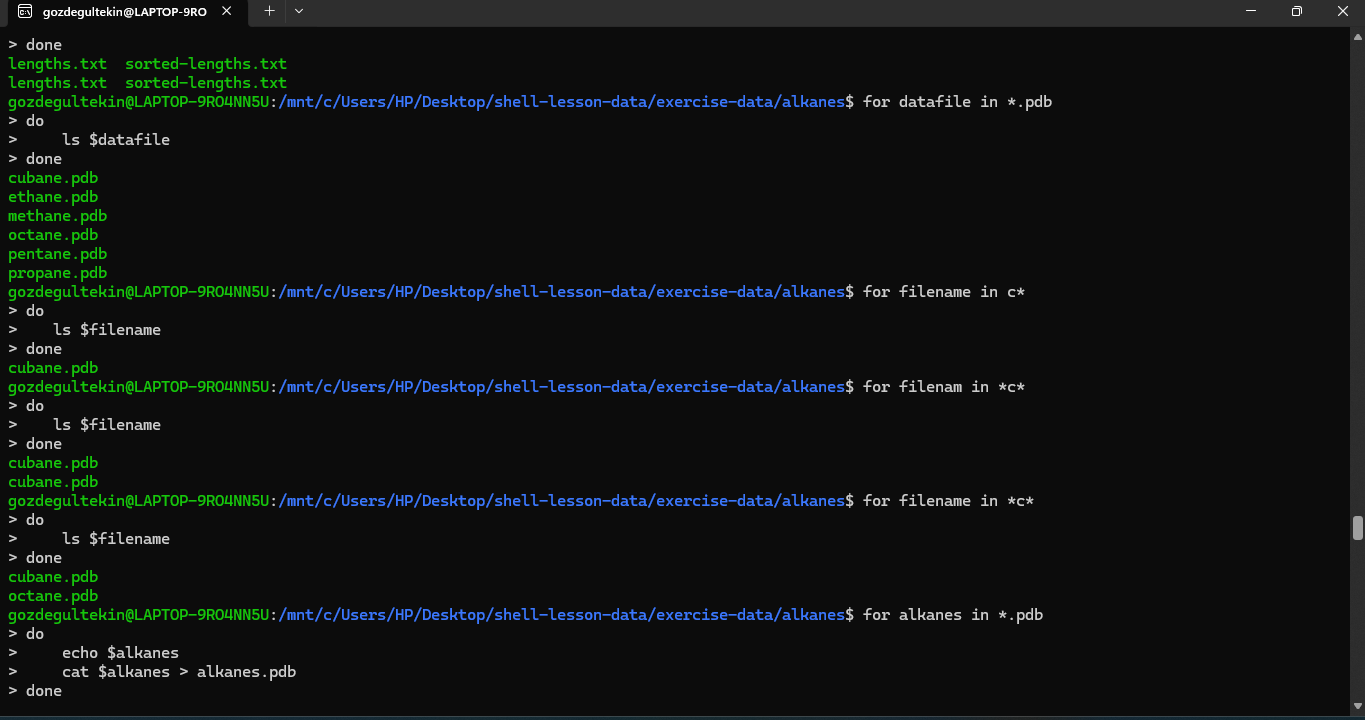 gozdegultekin@LAPTOP-9RO
> done
lengths.txt  sorted-lengths.txt
lengths.txt  sorted-lengths.txt
gozdegultekin@LAPTOP-9RO4NN5U:/mnt/c/Users/HP/Desktop/shell-lesson-data/exercise-data/alkanes$ for datafile in *.pdb
> do
>     ls $datafile
> done
cubane.pdb
ethane.pdb
methane.pdb
octane.pdb
pentane.pdb
propane.pdb
gozdegultekin@LAPTOP-9RO4NN5U:/mnt/c/Users/HP/Desktop/shell-lesson-data/exercise-data/alkanes$ for filename in c*
> do
>    ls $filename
> done
cubane.pdb
gozdegultekin@LAPTOP-9RO4NN5U:/mnt/c/Users/HP/Desktop/shell-lesson-data/exercise-data/alkanes$ for filenam in *c*
> do
>    ls $filename
> done
cubane.pdb
cubane.pdb
gozdegultekin@LAPTOP-9RO4NN5U:/mnt/c/Users/HP/Desktop/shell-lesson-data/exercise-data/alkanes$ for filename in *c*
> do
>     ls $filename
> done
cubane.pdb
octane.pdb
gozdegultekin@LAPTOP-9RO4NN5U:/mnt/c/Users/HP/Desktop/shell-lesson-data/exercise-data/alkanes$ for alkanes in *.pdb
> do
>     echo $alkanes
>     cat $alkanes > alkanes.pdb
> done